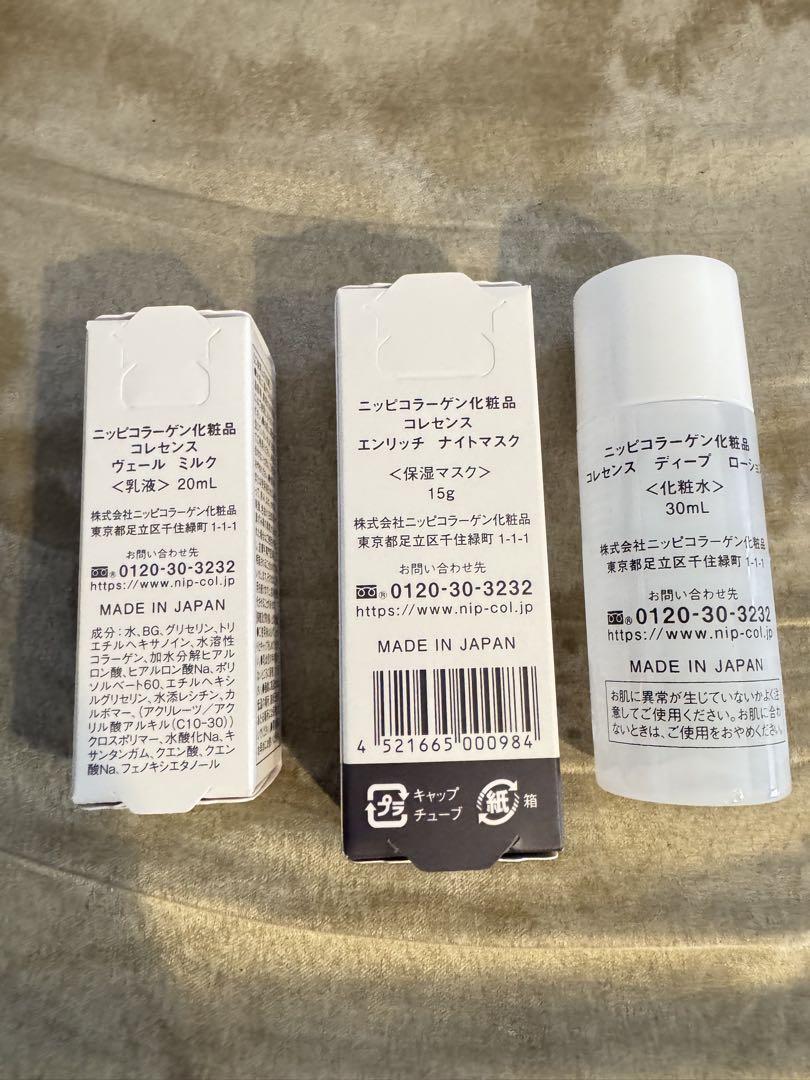 ニッピコラーゲン化粧品
コレセンス
ヴェール ミルク
<乳液> 20mL
株式会社ニッピコラーゲン化粧品
東京都足立区千住緑町 1-1-1
お問い合わせ先
® 0120-30-3232
https://www.nip-col.jp
MADE IN JAPAN
成分:水、BG、グリセリン、トリ
エチルヘキサノイン、水溶性
コラーゲン、加水分解ヒアル
ロン酸、ヒアルロン酸Na、ポリ
ソルベート60、エチルヘキシ
ルグリセリン、水添レシチン、カ
ルボマー、(アクリレーツ/アク
リル酸アルキル(C10-30))
クロスポリマー、水酸化Na、キ
サンタンガム、クエン酸、クエン
酸Na、フェノキシエタノール
ニッピコラーゲン化粧品
コレセンス
エンリッチ ナイトマスク
<保湿マスク>
15g
株式会社ニッピコラーゲン化粧品
東京都足立区千住緑町 1-1-1
お問い合わせ先
® 0120-30-3232
https://www.nip-col.jp
MADE IN JAPAN
4 521665 000984
プラ キャップ
チューブ
紙 箱
ニッピコラーゲン化粧品
コレセンス ディープ ローション
<化粧水>
30mL
株式会社ニッピコラーゲン化粧品
東京都足立区千住緑町 1-1-1
お問い合わせ先
® 0120-30-3232
https://www.nip-col.jp
MADE IN JAPAN
お肌に異常が生じていないかよく注
意してご使用ください。お肌に合わ
ないときは、ご使用をおやめください。